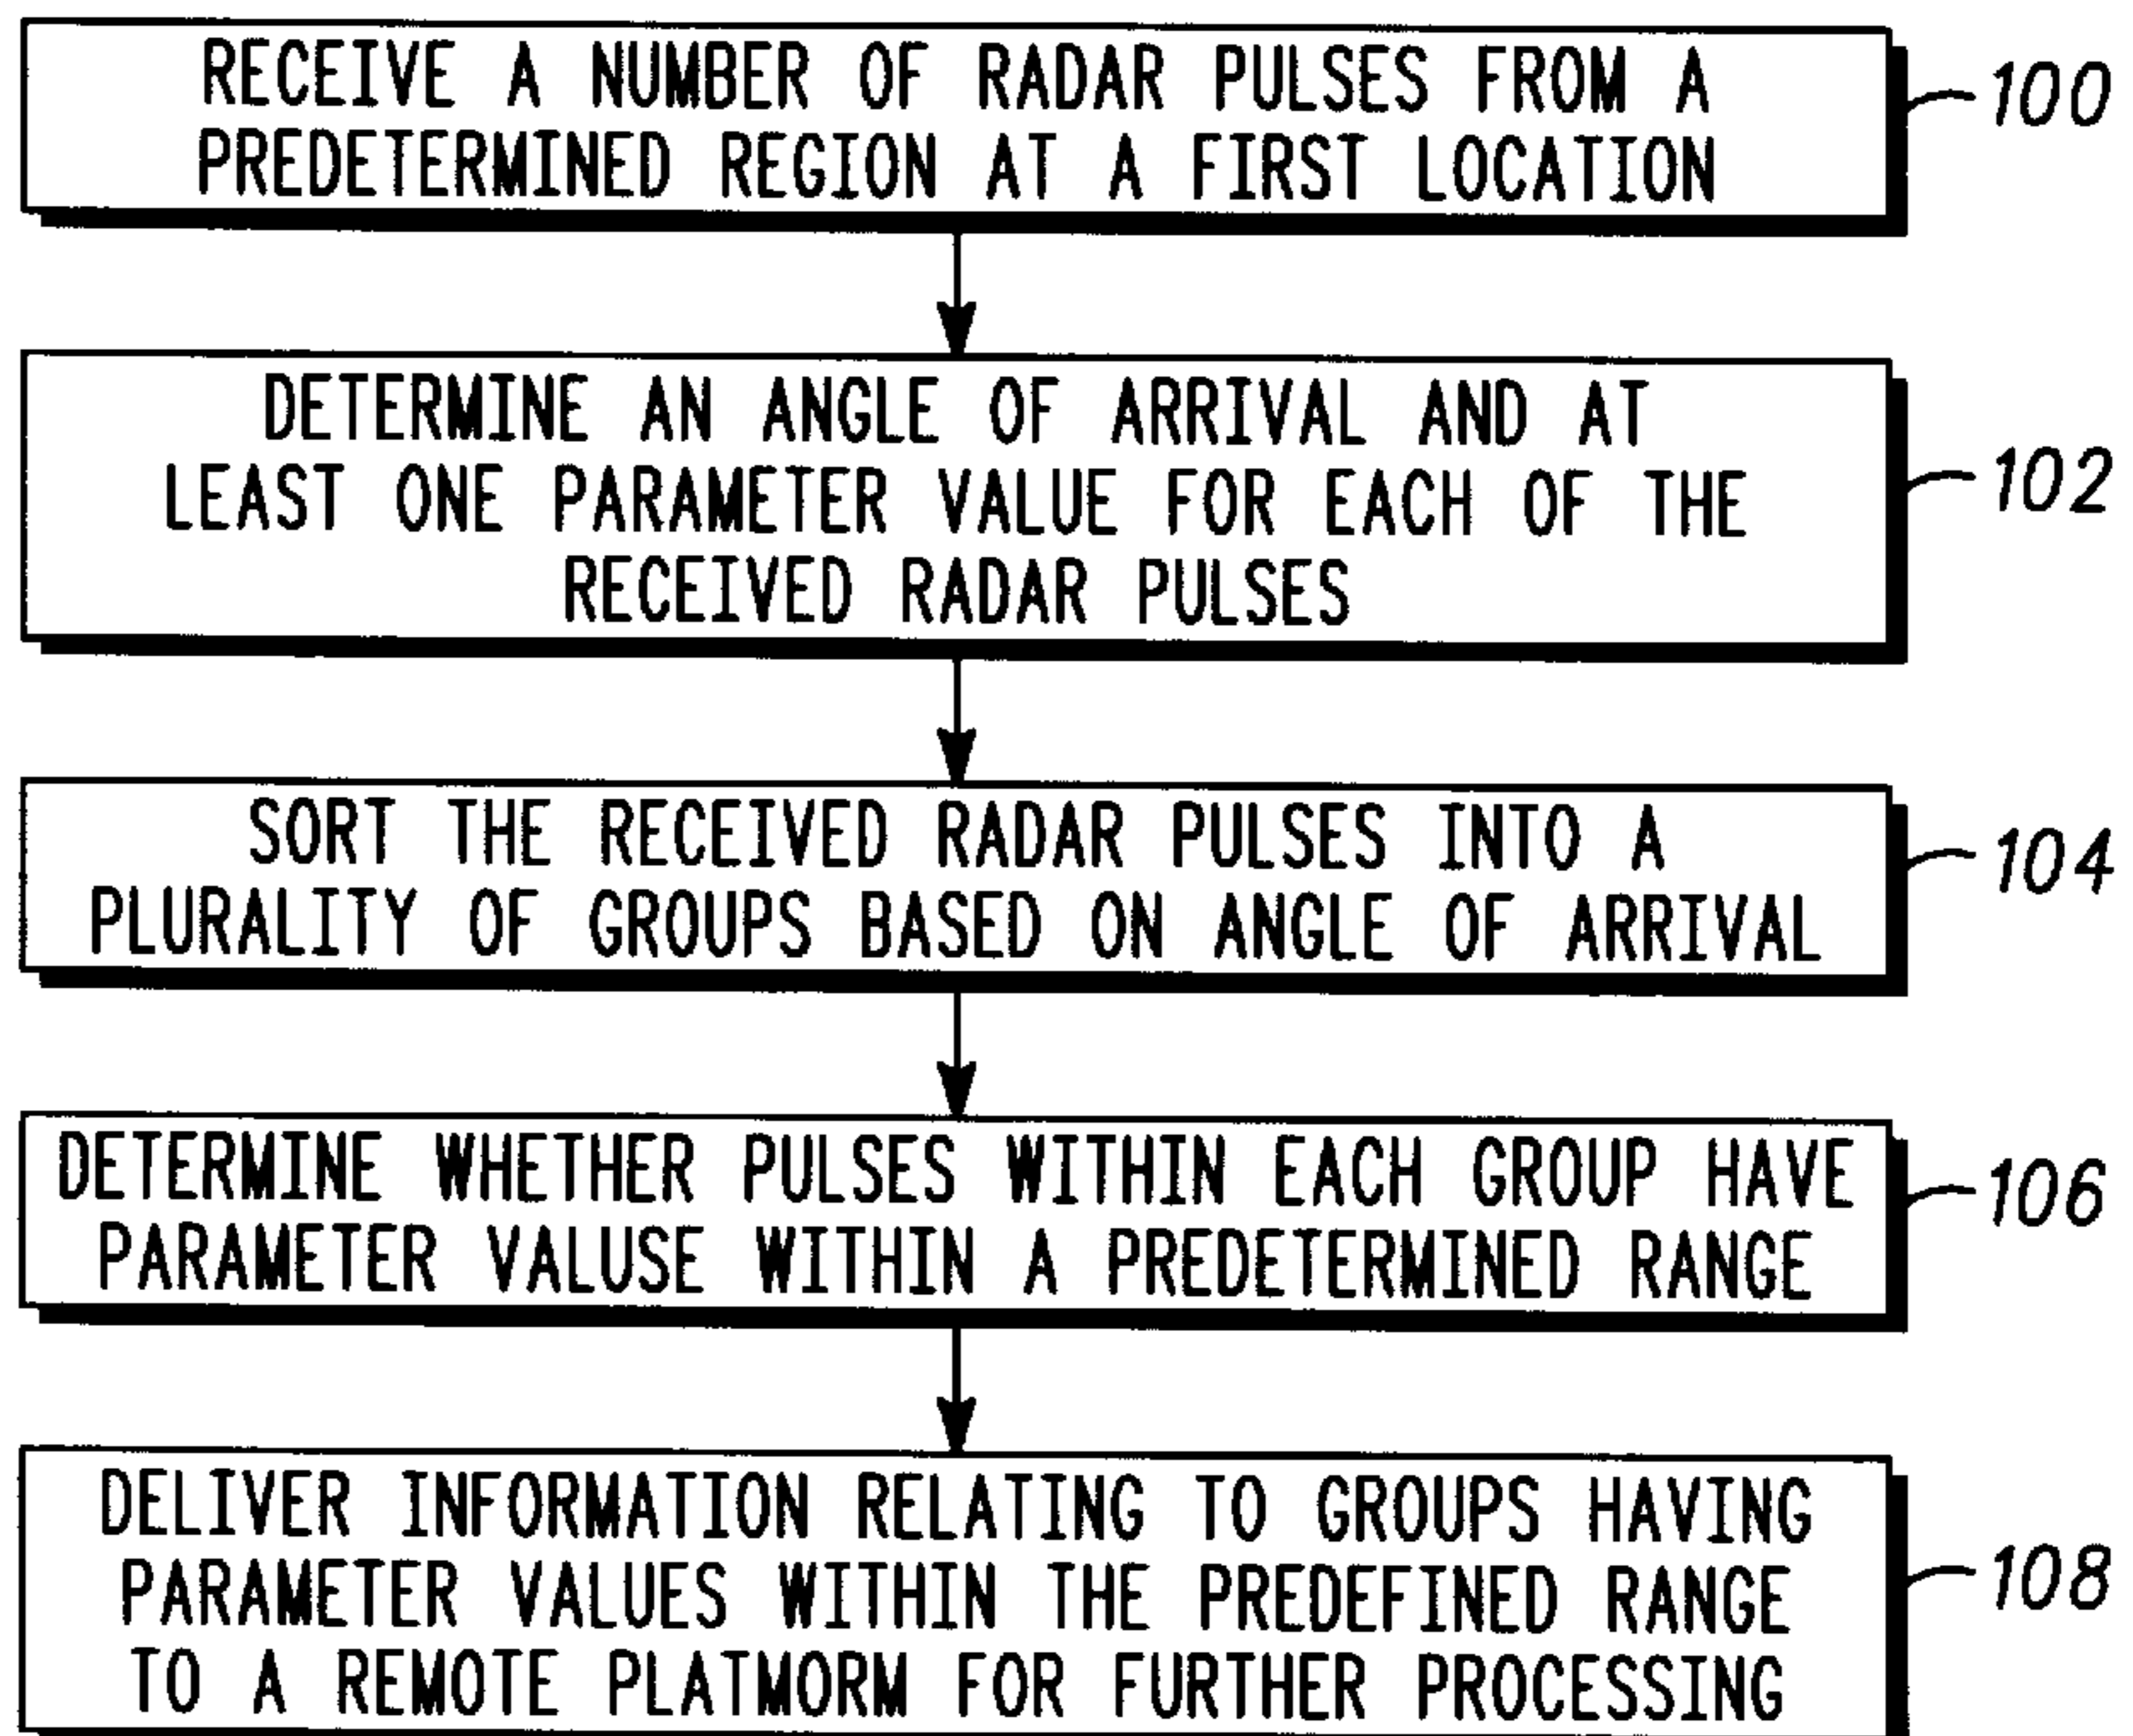 RECEIVE A NUMBER OF RADAR PULSES FROM A
PREDETERMINED REGION AT A FIRST LOCATION
100
DETERMINE AN ANGLE OF ARRIVAL AND AT
LEAST ONE PARAMETER VALUE FOR EACH OF THE
RECEIVED RADAR PULSES
102
SORT THE RECEIVED RADAR PULSES INTO A
PLURALITY OF GROUPS BASED ON ANGLE OF ARRIVAL
104
DETERMINE WHETHER PULSES WITHIN EACH GROUP HAVE
PARAMETER VALUSE WITHIN A PREDETERMINED RANGE
106
DELIVER INFORMATION RELATING TO GROUPS HAVING
PARAMETER VALUES WITHIN THE PREDEFINED RANGE
TO A REMOTE PLATMORM FOR FURTHER PROCESSING
108